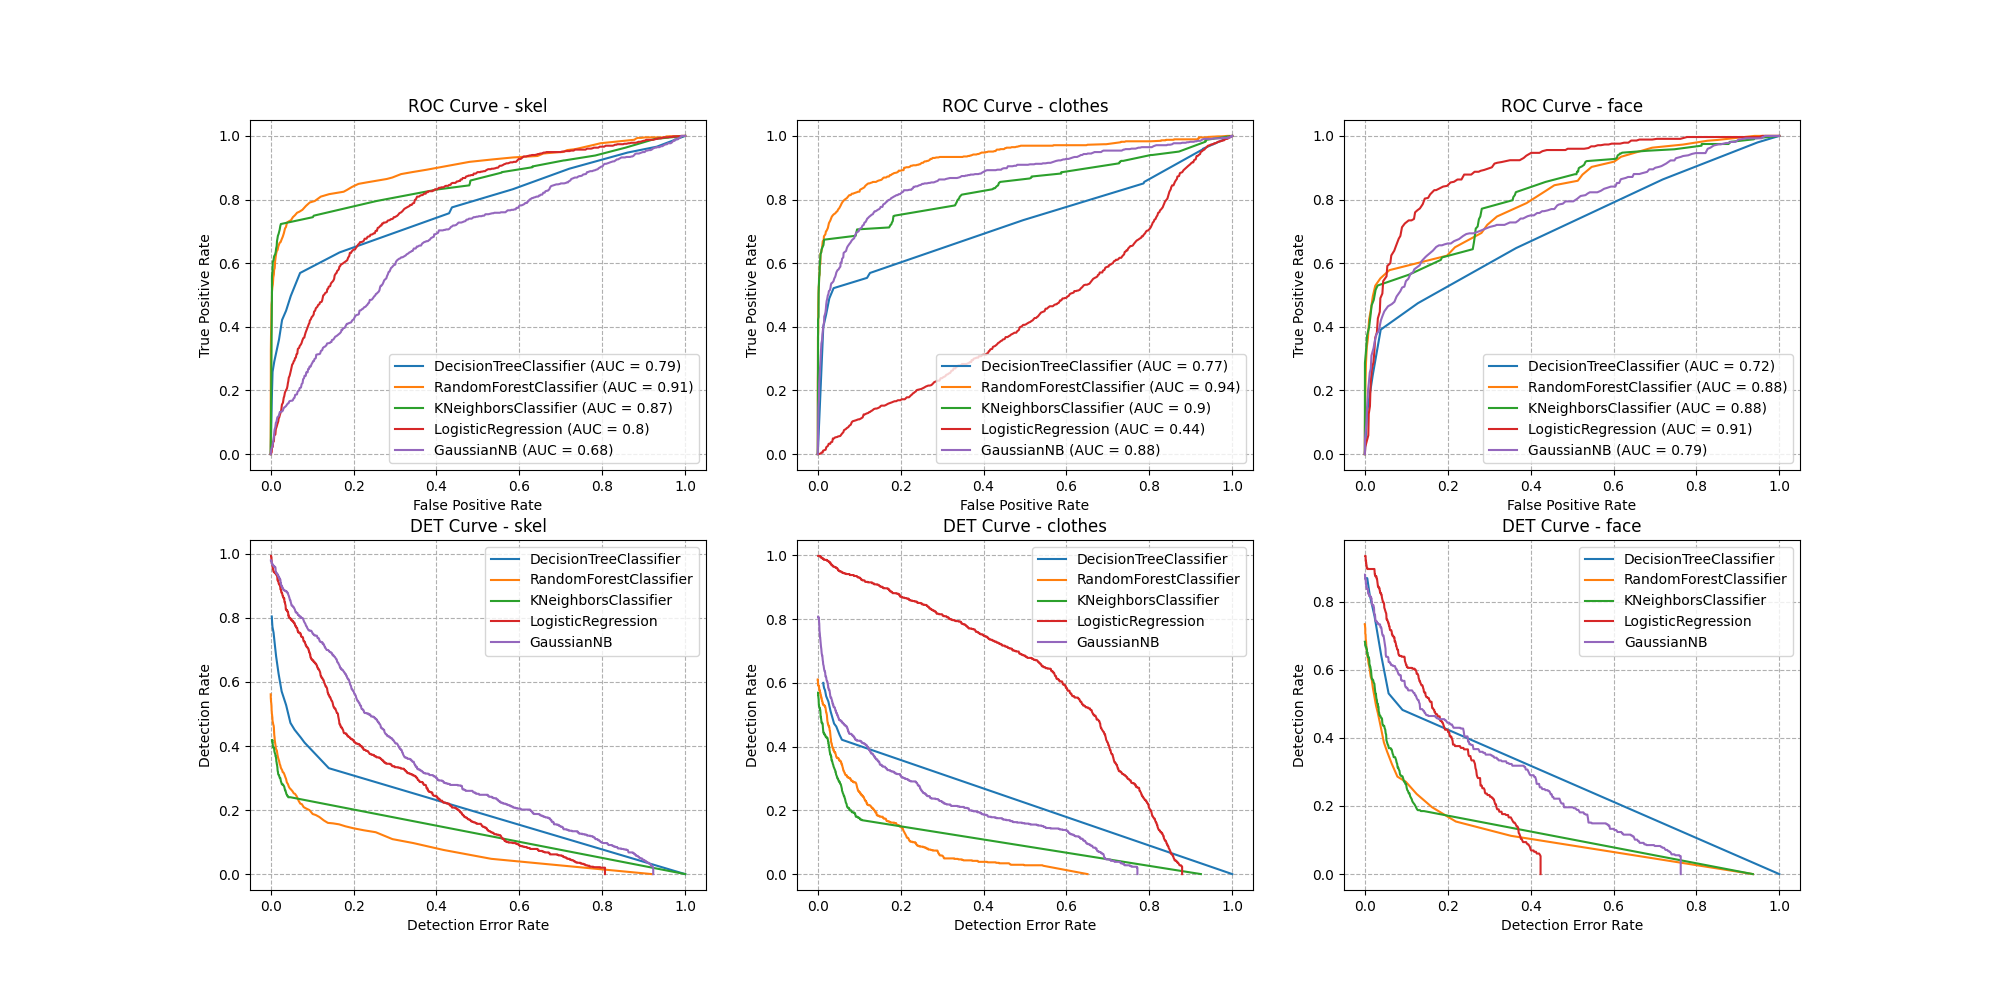 ROC Curve - skel
True Positive Rate
1.0
0.8
0.6
0.4
0.2
0.0
DecisionTreeClassifier (AUC = 0.79)
RandomForestClassifier (AUC = 0.91)
KNeighborsClassifier (AUC = 0.87)
LogisticRegression (AUC = 0.8)
GaussianNB (AUC = 0.68)
0.0 0.2 0.4 0.6 0.8 1.0
False Positive Rate
ROC Curve - clothes
True Positive Rate
1.0
0.8
0.6
0.4
0.2
0.0
DecisionTreeClassifier (AUC = 0.77)
RandomForestClassifier (AUC = 0.94)
KNeighborsClassifier (AUC = 0.9)
LogisticRegression (AUC = 0.44)
GaussianNB (AUC = 0.88)
0.0 0.2 0.4 0.6 0.8 1.0
False Positive Rate
ROC Curve - face
True Positive Rate
1.0
0.8
0.6
0.4
0.2
0.0
DecisionTreeClassifier (AUC = 0.72)
RandomForestClassifier (AUC = 0.88)
KNeighborsClassifier (AUC = 0.88)
LogisticRegression (AUC = 0.91)
GaussianNB (AUC = 0.79)
0.0 0.2 0.4 0.6 0.8 1.0
False Positive Rate
DET Curve - skel
Detection Rate
1.0
0.8
0.6
0.4
0.2
0.0
DecisionTreeClassifier
RandomForestClassifier
KNeighborsClassifier
LogisticRegression
GaussianNB
0.0 0.2 0.4 0.6 0.8 1.0
Detection Error Rate
DET Curve - clothes
Detection Rate
1.0
0.8
0.6
0.4
0.2
0.0
DecisionTreeClassifier
RandomForestClassifier
KNeighborsClassifier
LogisticRegression
GaussianNB
0.0 0.2 0.4 0.6 0.8 1.0
Detection Error Rate
DET Curve - face
Detection Rate
0.8
0.6
0.4
0.2
0.0
DecisionTreeClassifier
RandomForestClassifier
KNeighborsClassifier
LogisticRegression
GaussianNB
0.0 0.2 0.4 0.6 0.8 1.0
Detection Error Rate